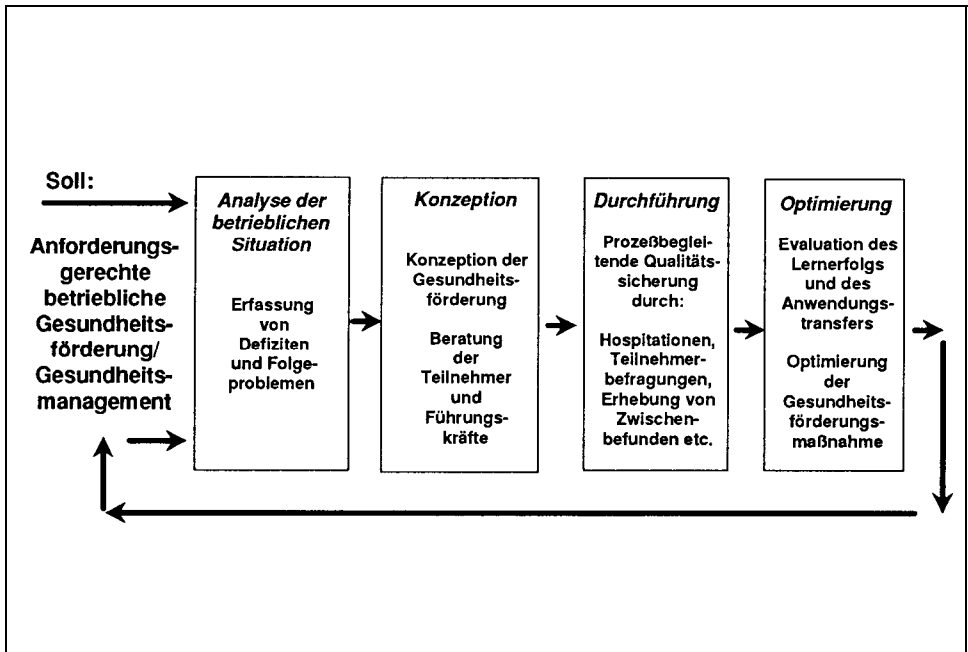 Soll:
Anforderungs-
gerechte
betriebliche
Gesundheits-
förderung/
Gesundheits-
management
Analyse der
betrieblichen
Situation
Erfassung
von
Defiziten
und Folge-
problemen
Konzeption
Konzeption der
Gesundheits-
förderung
Beratung
der
Teilnehmer
und
Führungs-
kräfte
Durchführung
Prozeßbeglei-
tende Qualitäts-
sicherung
durch:
Hospitationen,
Teilnehmer-
befragungen,
Erhebung von
Zwischen-
befunden etc.
Optimierung
Evaluation des
Lernerfolgs
und des
Anwendungs-
transfers
Optimierung
der
Gesundheits-
förderungs-
maßnahme